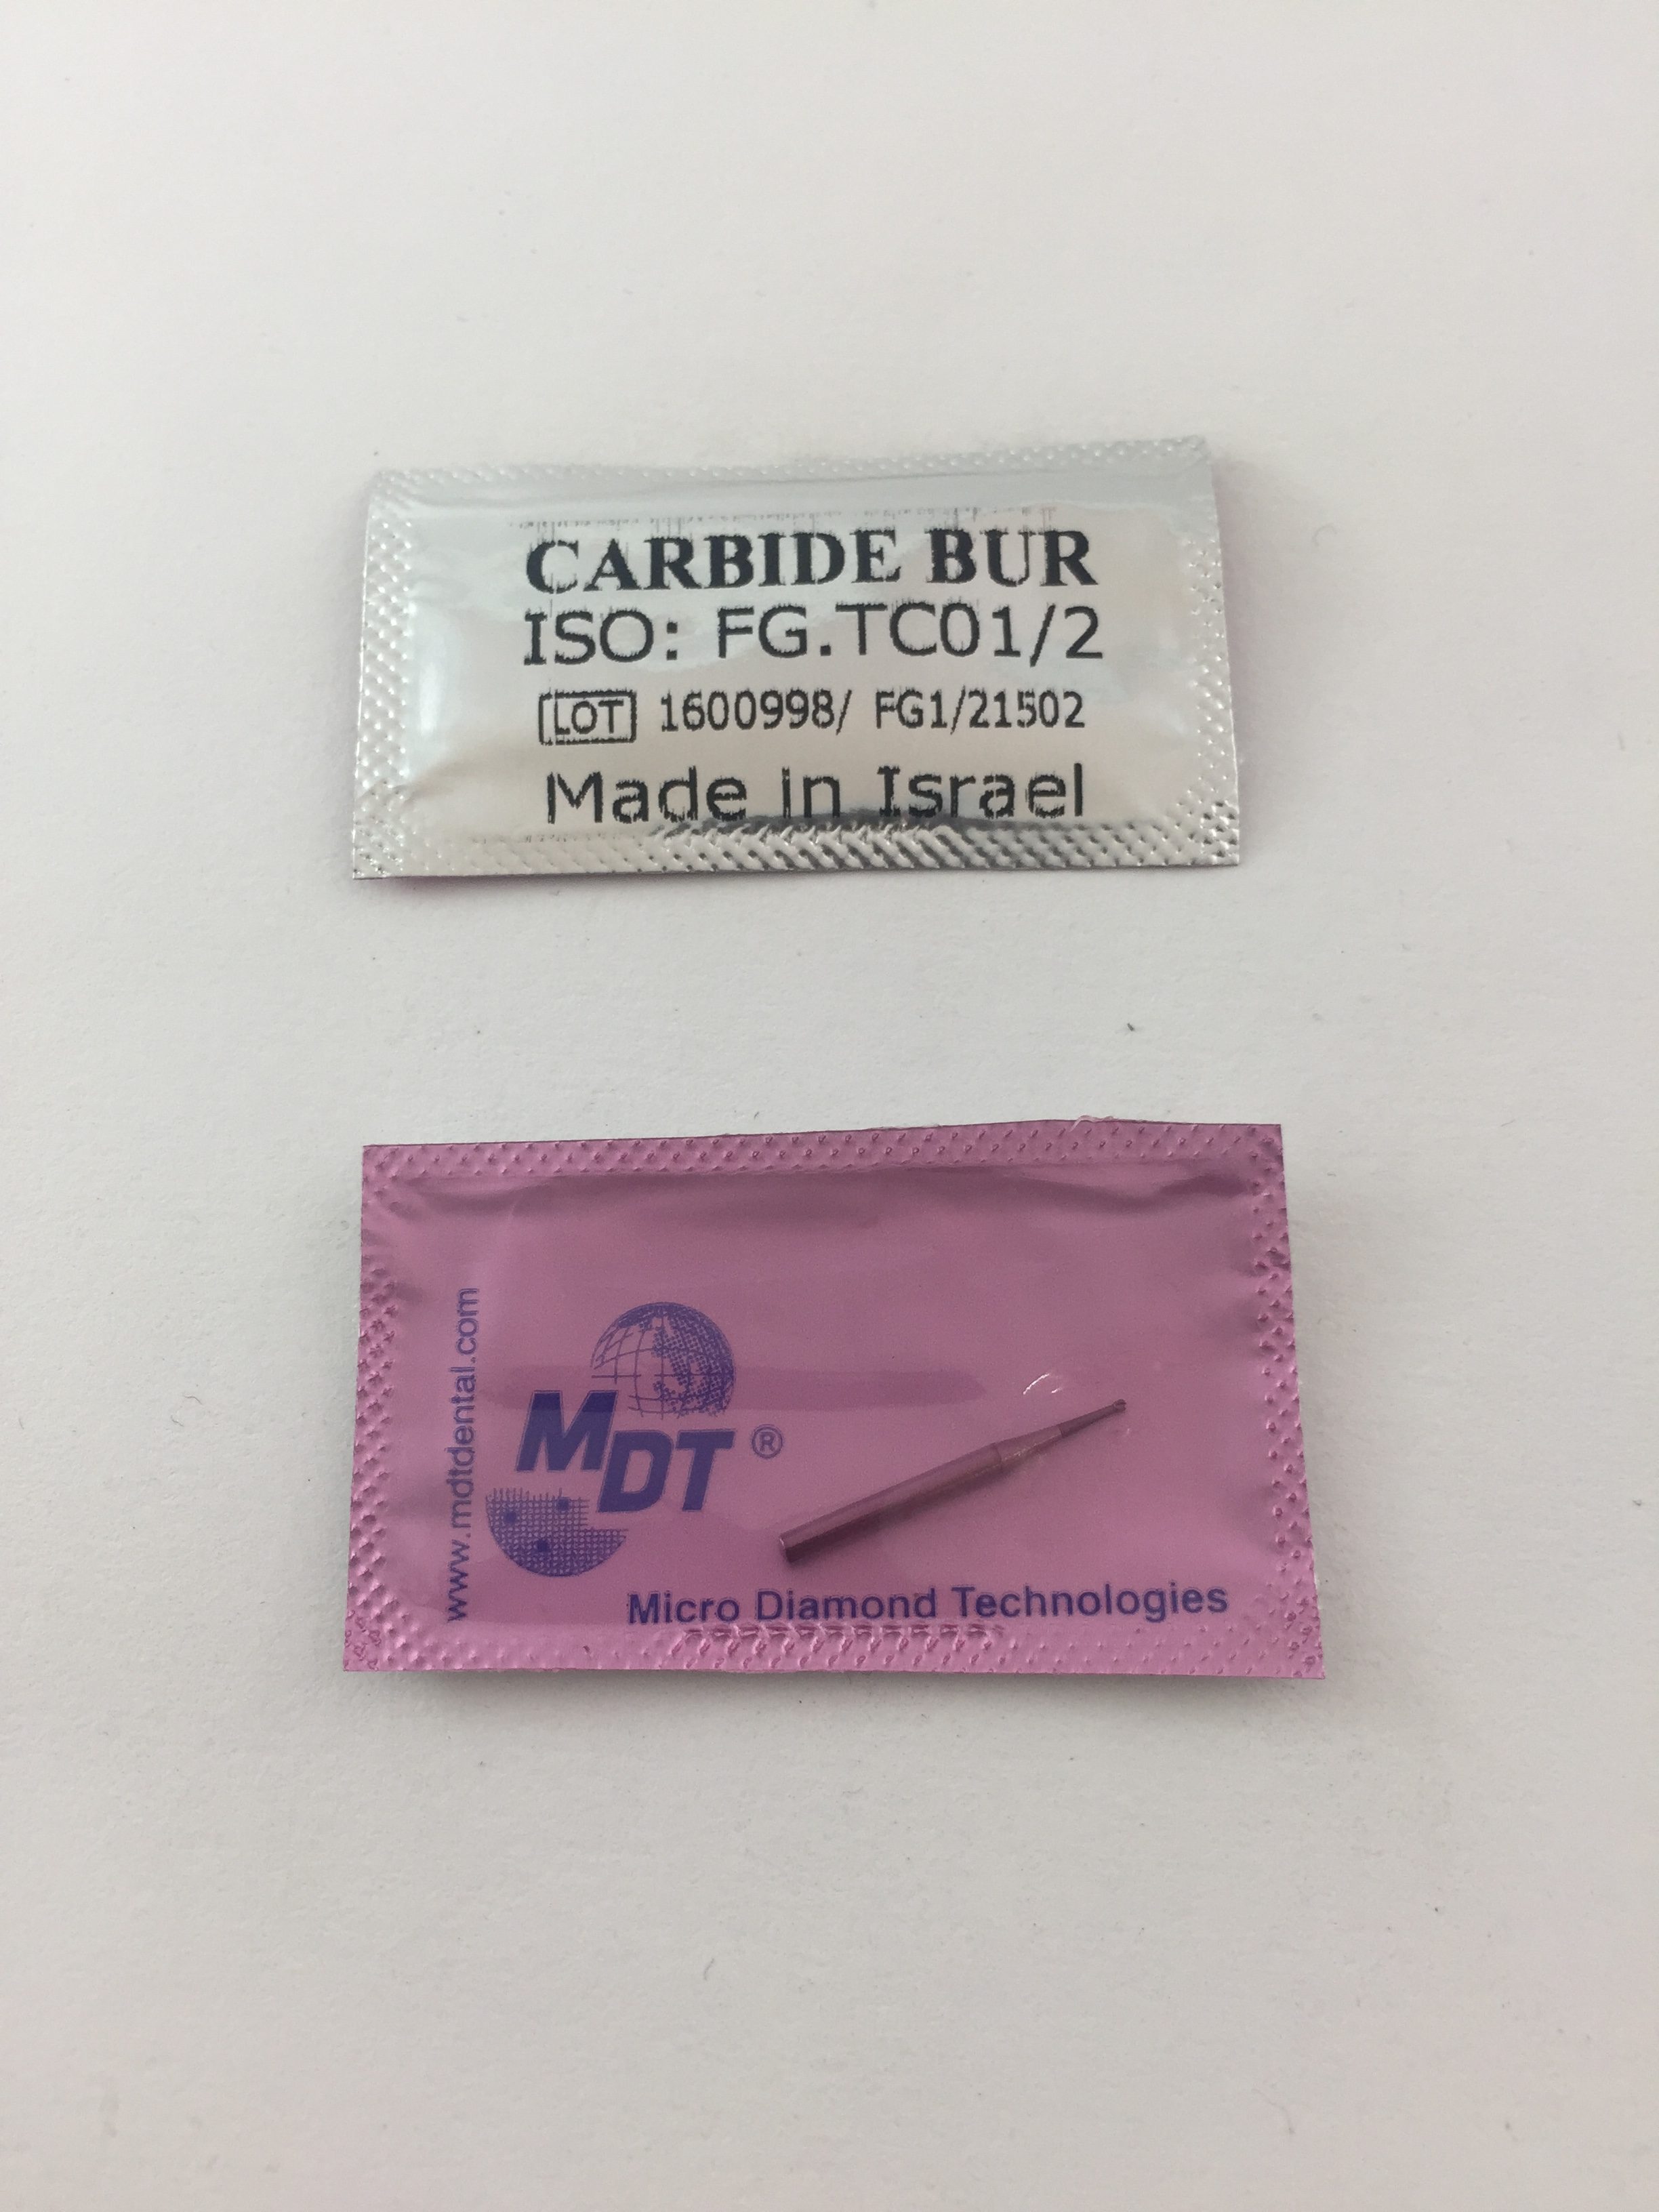 CARBIDE BUR
ISO: FG.TC01/2
LOT 1600998/ FG1/21502
Made in Israel
www.mdtdental.com
MDT®
Micro Diamond Technologies